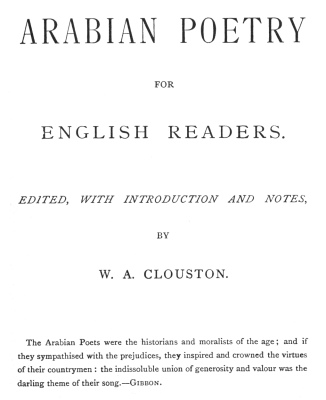 ARABIAN POETRY
FOR
ENGLISH READERS.
EDITED, WITH INTRODUCTION AND NOTES,
BY
W. A. CLOUSTON.
The Arabian Poets were the historians and moralists of the age; and if
they sympathised with the prejudices, they inspired and crowned the virtues
of their countrymen: the indissoluble union of generosity and valour was the
darling theme of their song.—GIBBON.